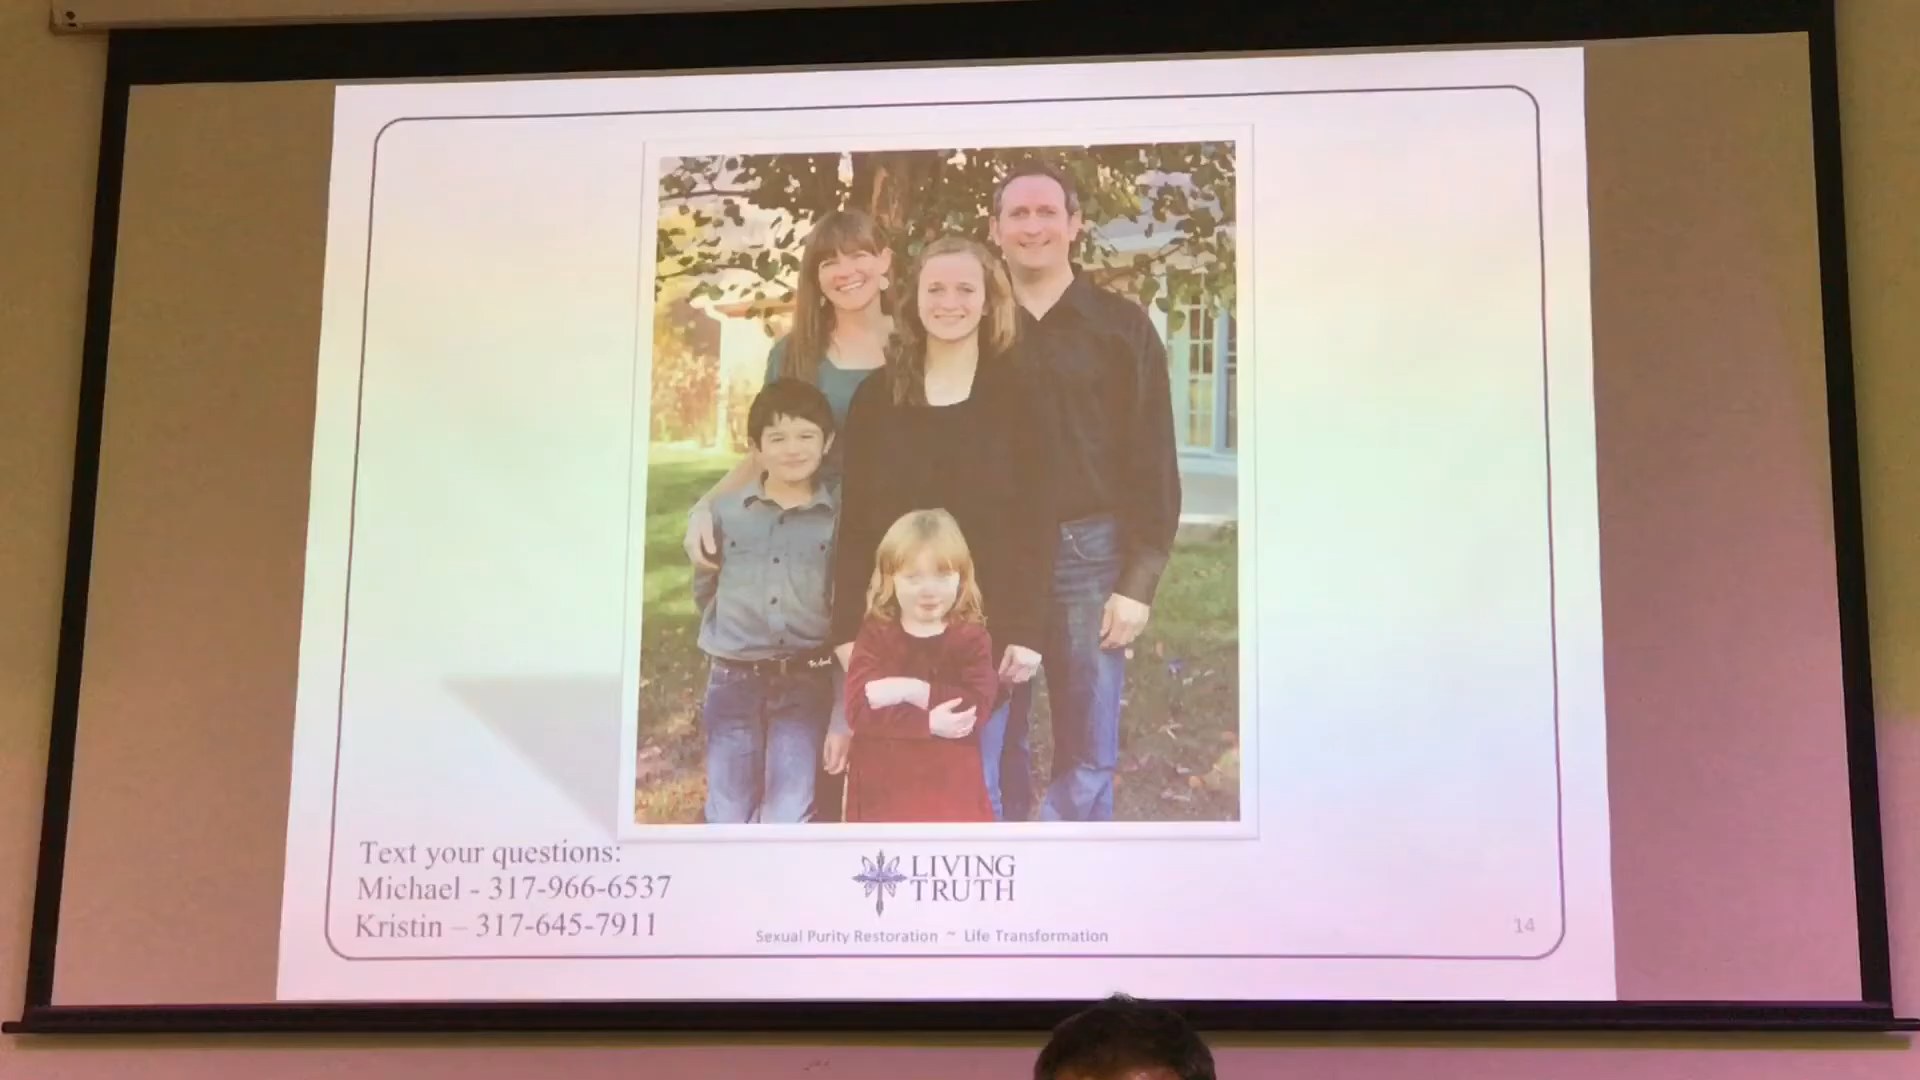 Text your questions:
Michael - 317-966-6537
Kristin – 317-645-7911
LIVING
TRUTH
Sexual Purity Restoration ~ Life Transformation
14